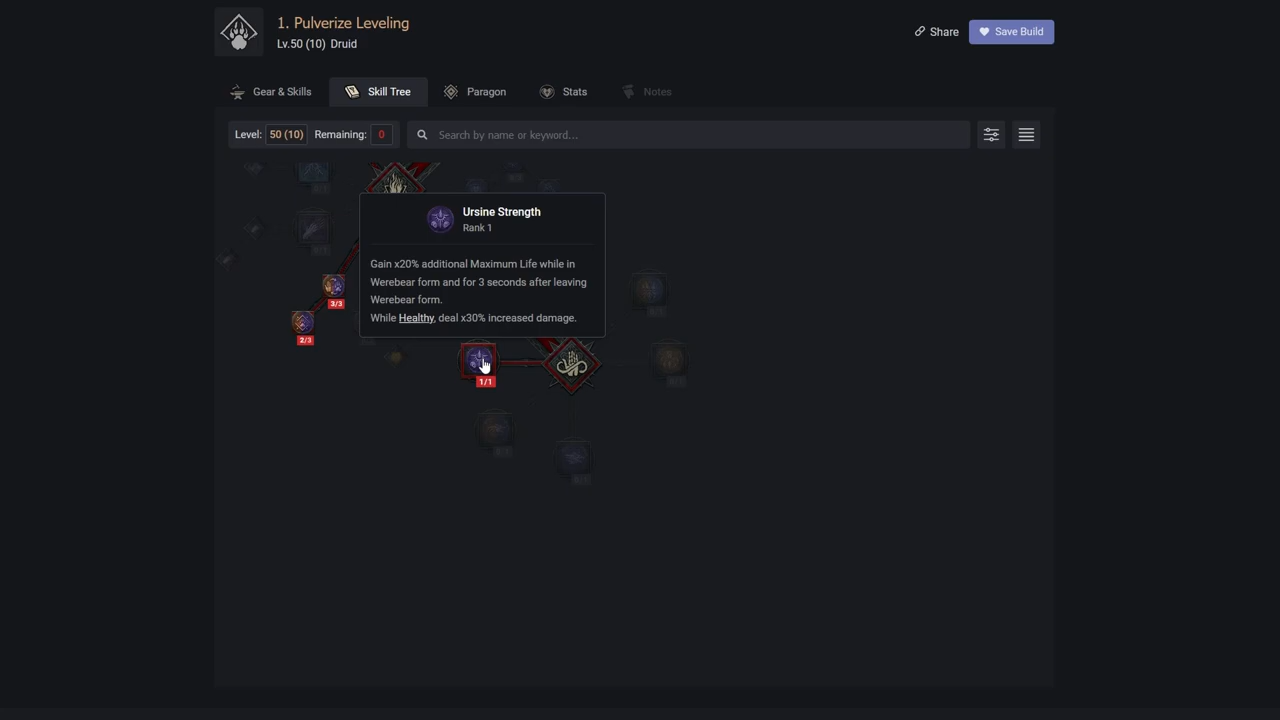 1. Pulverize Leveling
Lv.50 (10) Druid
Share
Save Build
Gear & Skills
Skill Tree
Paragon
Stats
Notes
Level: 50 (10) Remaining: 0
Search by name or keyword...
Ursine Strength
Rank 1
Gain x20% additional Maximum Life while in
Werebear form and for 3 seconds after leaving
Werebear form.
While Healthy, deal x30% increased damage.
3/3
2/3
1/1